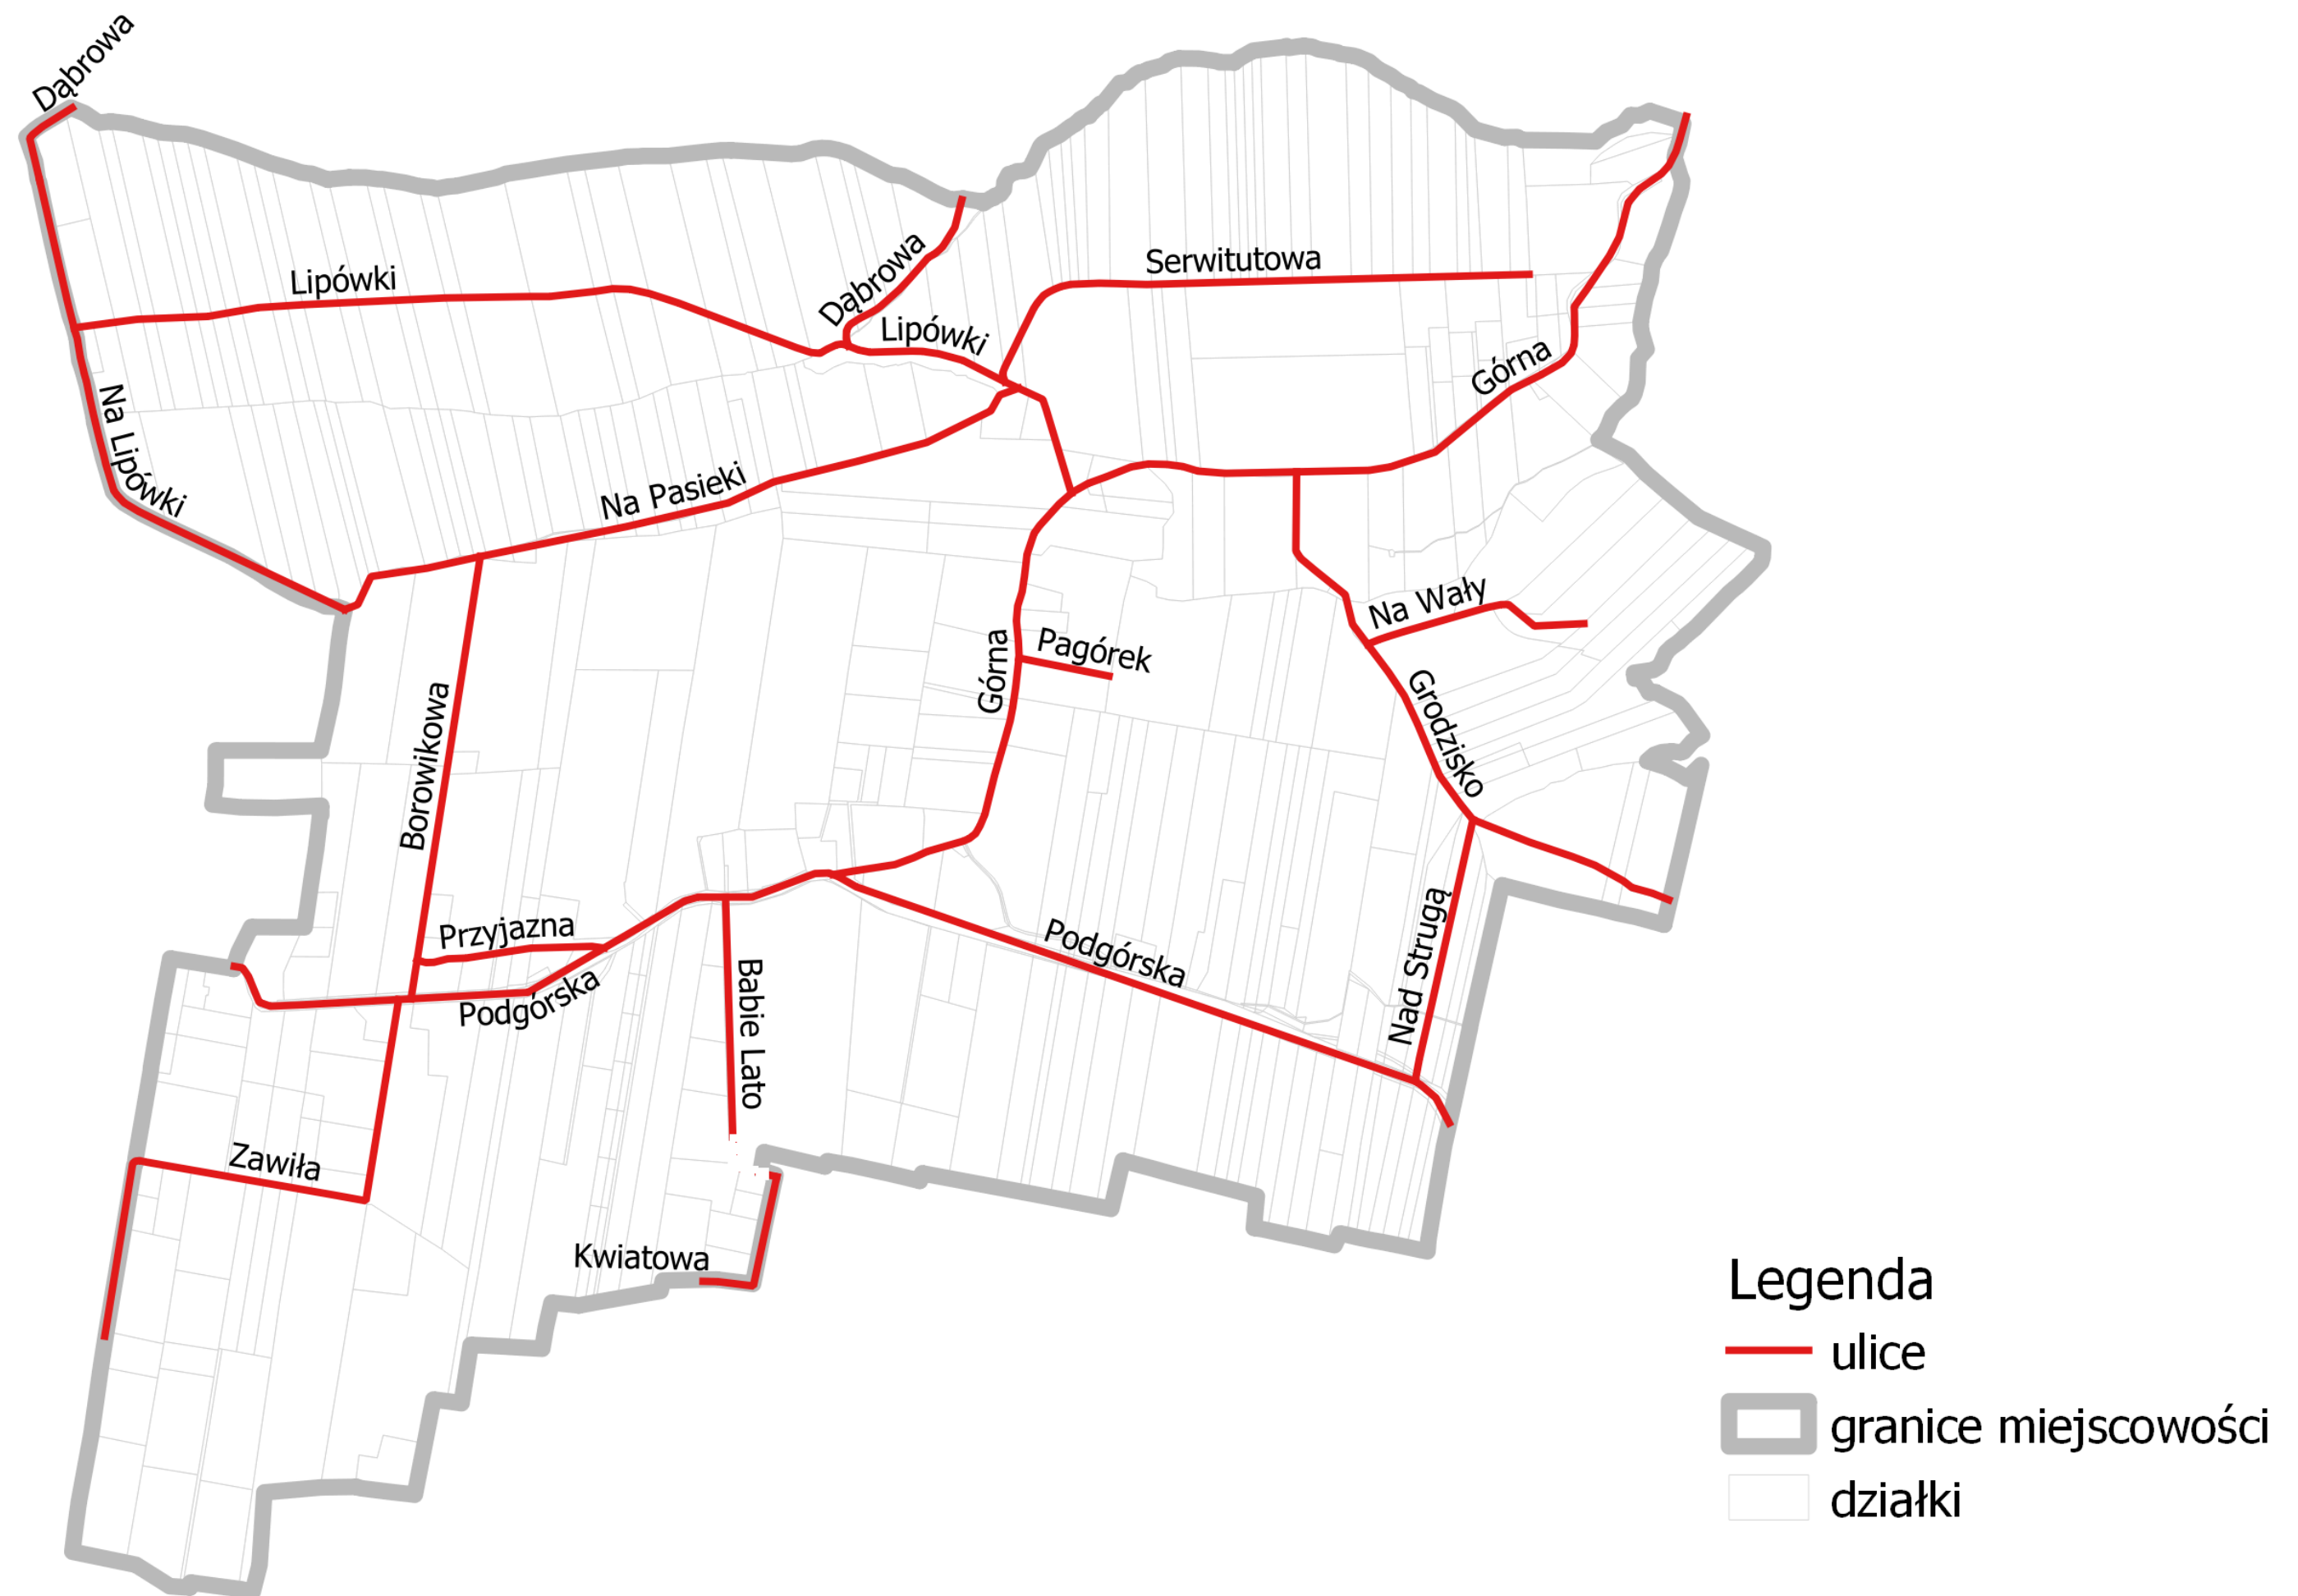 Dąbrowa
Lipówki
Dąbrowa
Lipówki
Serwitutowa
Górna
Na Lipówki
Na Pasieki
Na Wały
Pagórek
Górna
Grodzisko
Borowikowa
Przyjazna
Podgórska
Podgórska
Nad Strugą
Babie Lato
Zawiła
Kwiatowa
Legenda
ulice
granice miejscowości
działki